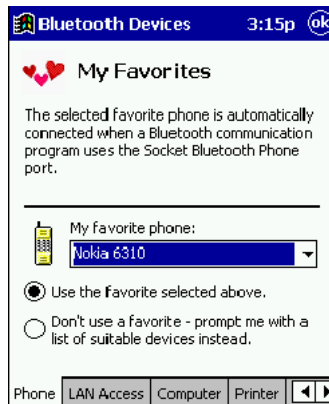 Bluetooth Devices 3:15p ok
My Favorites
The selected favorite phone is automatically
connected when a Bluetooth communication
program uses the Socket Bluetooth Phone
port.
My favorite phone:
Nokia 6310
Use the favorite selected above.
Don't use a favorite - prompt me with a
list of suitable devices instead.
Phone LAN Access Computer Printer